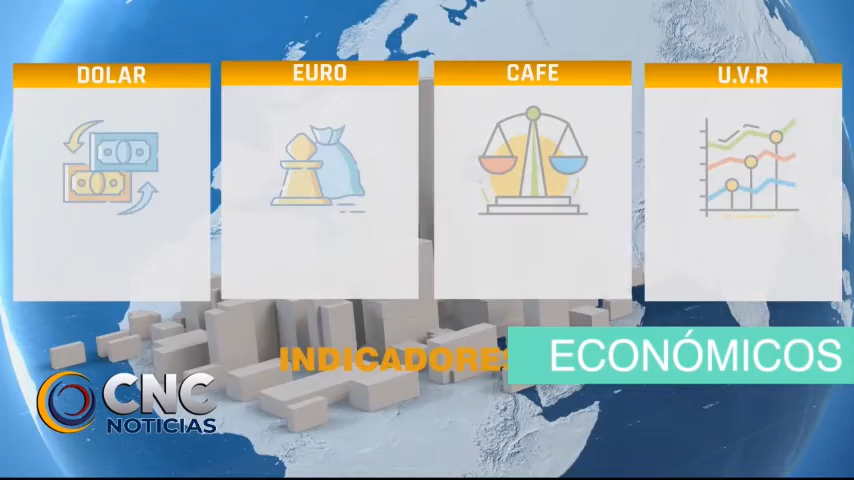 DOLAR
EURO
CAFE
U.V.R
INDICADORES
ECONÓMICOS
CNC
NOTICIAS